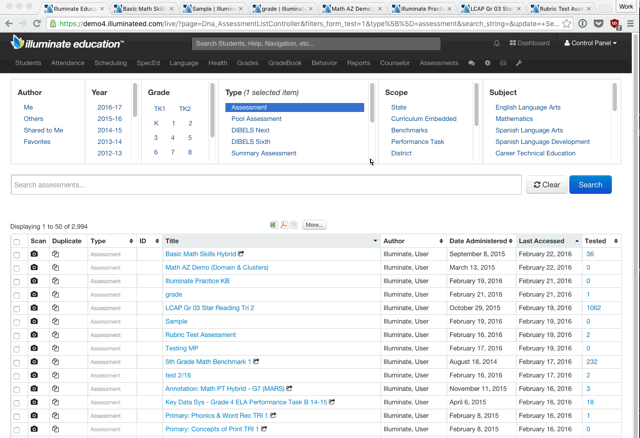 Illuminate Educ
Basic Math Skills
Sample | Illumina
grade | Illuminate
Math AZ Demo
Illuminate Practi
LCAP Gr 03 Star
Rubric Test Asse
Work
https://demo4.illuminateed.com/live/?page=Dna_AssessmentListController&filters_form_test=1&type%5B%5D=assessment&search_string=&update=+Se...
illuminate education™
Search Students, Help, Navigation, etc...
Dashboard
Control Panel
Students Attendance Scheduling SpecEd Language Health Grades GradeBook Behavior Reports Counselor Assessments
Author
Me
Others
Shared to Me
Favorites
Year
2016-17
2015-16
2014-15
2013-14
2012-13
Grade
TK1 TK2
K 1 2
3 4 5
6 7 8
Type (1 selected item)
Assessment
Pool Assessment
DIBELS Next
DIBELS Sixth
Summary Assessment
Scope
State
Curriculum Embedded
Benchmarks
Performance Task
District
Subject
English Language Arts
Mathematics
Spanish Language Arts
Spanish Language Development
Career Technical Education
Search assessments...
Clear
Search
Displaying 1 to 50 of 2,994
More...
Scan Duplicate Type ID Title Author Date Administered Last Accessed Tested
Assessment Basic Math Skills Hybrid Illuminate, User September 8, 2015 February 22, 2016 36
Assessment Math AZ Demo (Domain & Clusters) Illuminate, User March 13, 2015 February 22, 2016 0
Assessment Illuminate Practice KB Illuminate, User February 19, 2016 February 21, 2016 0
Assessment grade Illuminate, User February 21, 2016 February 21, 2016 1
Assessment LCAP Gr 03 Star Reading Tri 2 Illuminate, User October 29, 2015 February 19, 2016 1062
Assessment Sample Illuminate, User February 19, 2016 February 19, 2016 0
Assessment Rubric Test Assessment Illuminate, User February 16, 2016 February 18, 2016 2
Assessment Testing MP Illuminate, User February 17, 2016 February 17, 2016 0
Assessment 5th Grade Math Benchmark 1 Illuminate, User August 18, 2014 February 17, 2016 232
Assessment test 2/16 Illuminate, User February 16, 2016 February 17, 2016 2
Assessment Annotation: Math PT Hybrid - G7 (MARS) Illuminate, User November 11, 2015 February 16, 2016 3
Assessment Key Data Sys - Grade 4 ELA Performance Task B 14-15 Illuminate, User April 6, 2015 February 16, 2016 18
Assessment Primary: Phonics & Word Rec TRI 1 Illuminate, User February 8, 2015 February 16, 2016 1
Assessment Primary: Concepts of Print TRI 1 Illuminate, User February 8, 2015 February 16, 2016 0